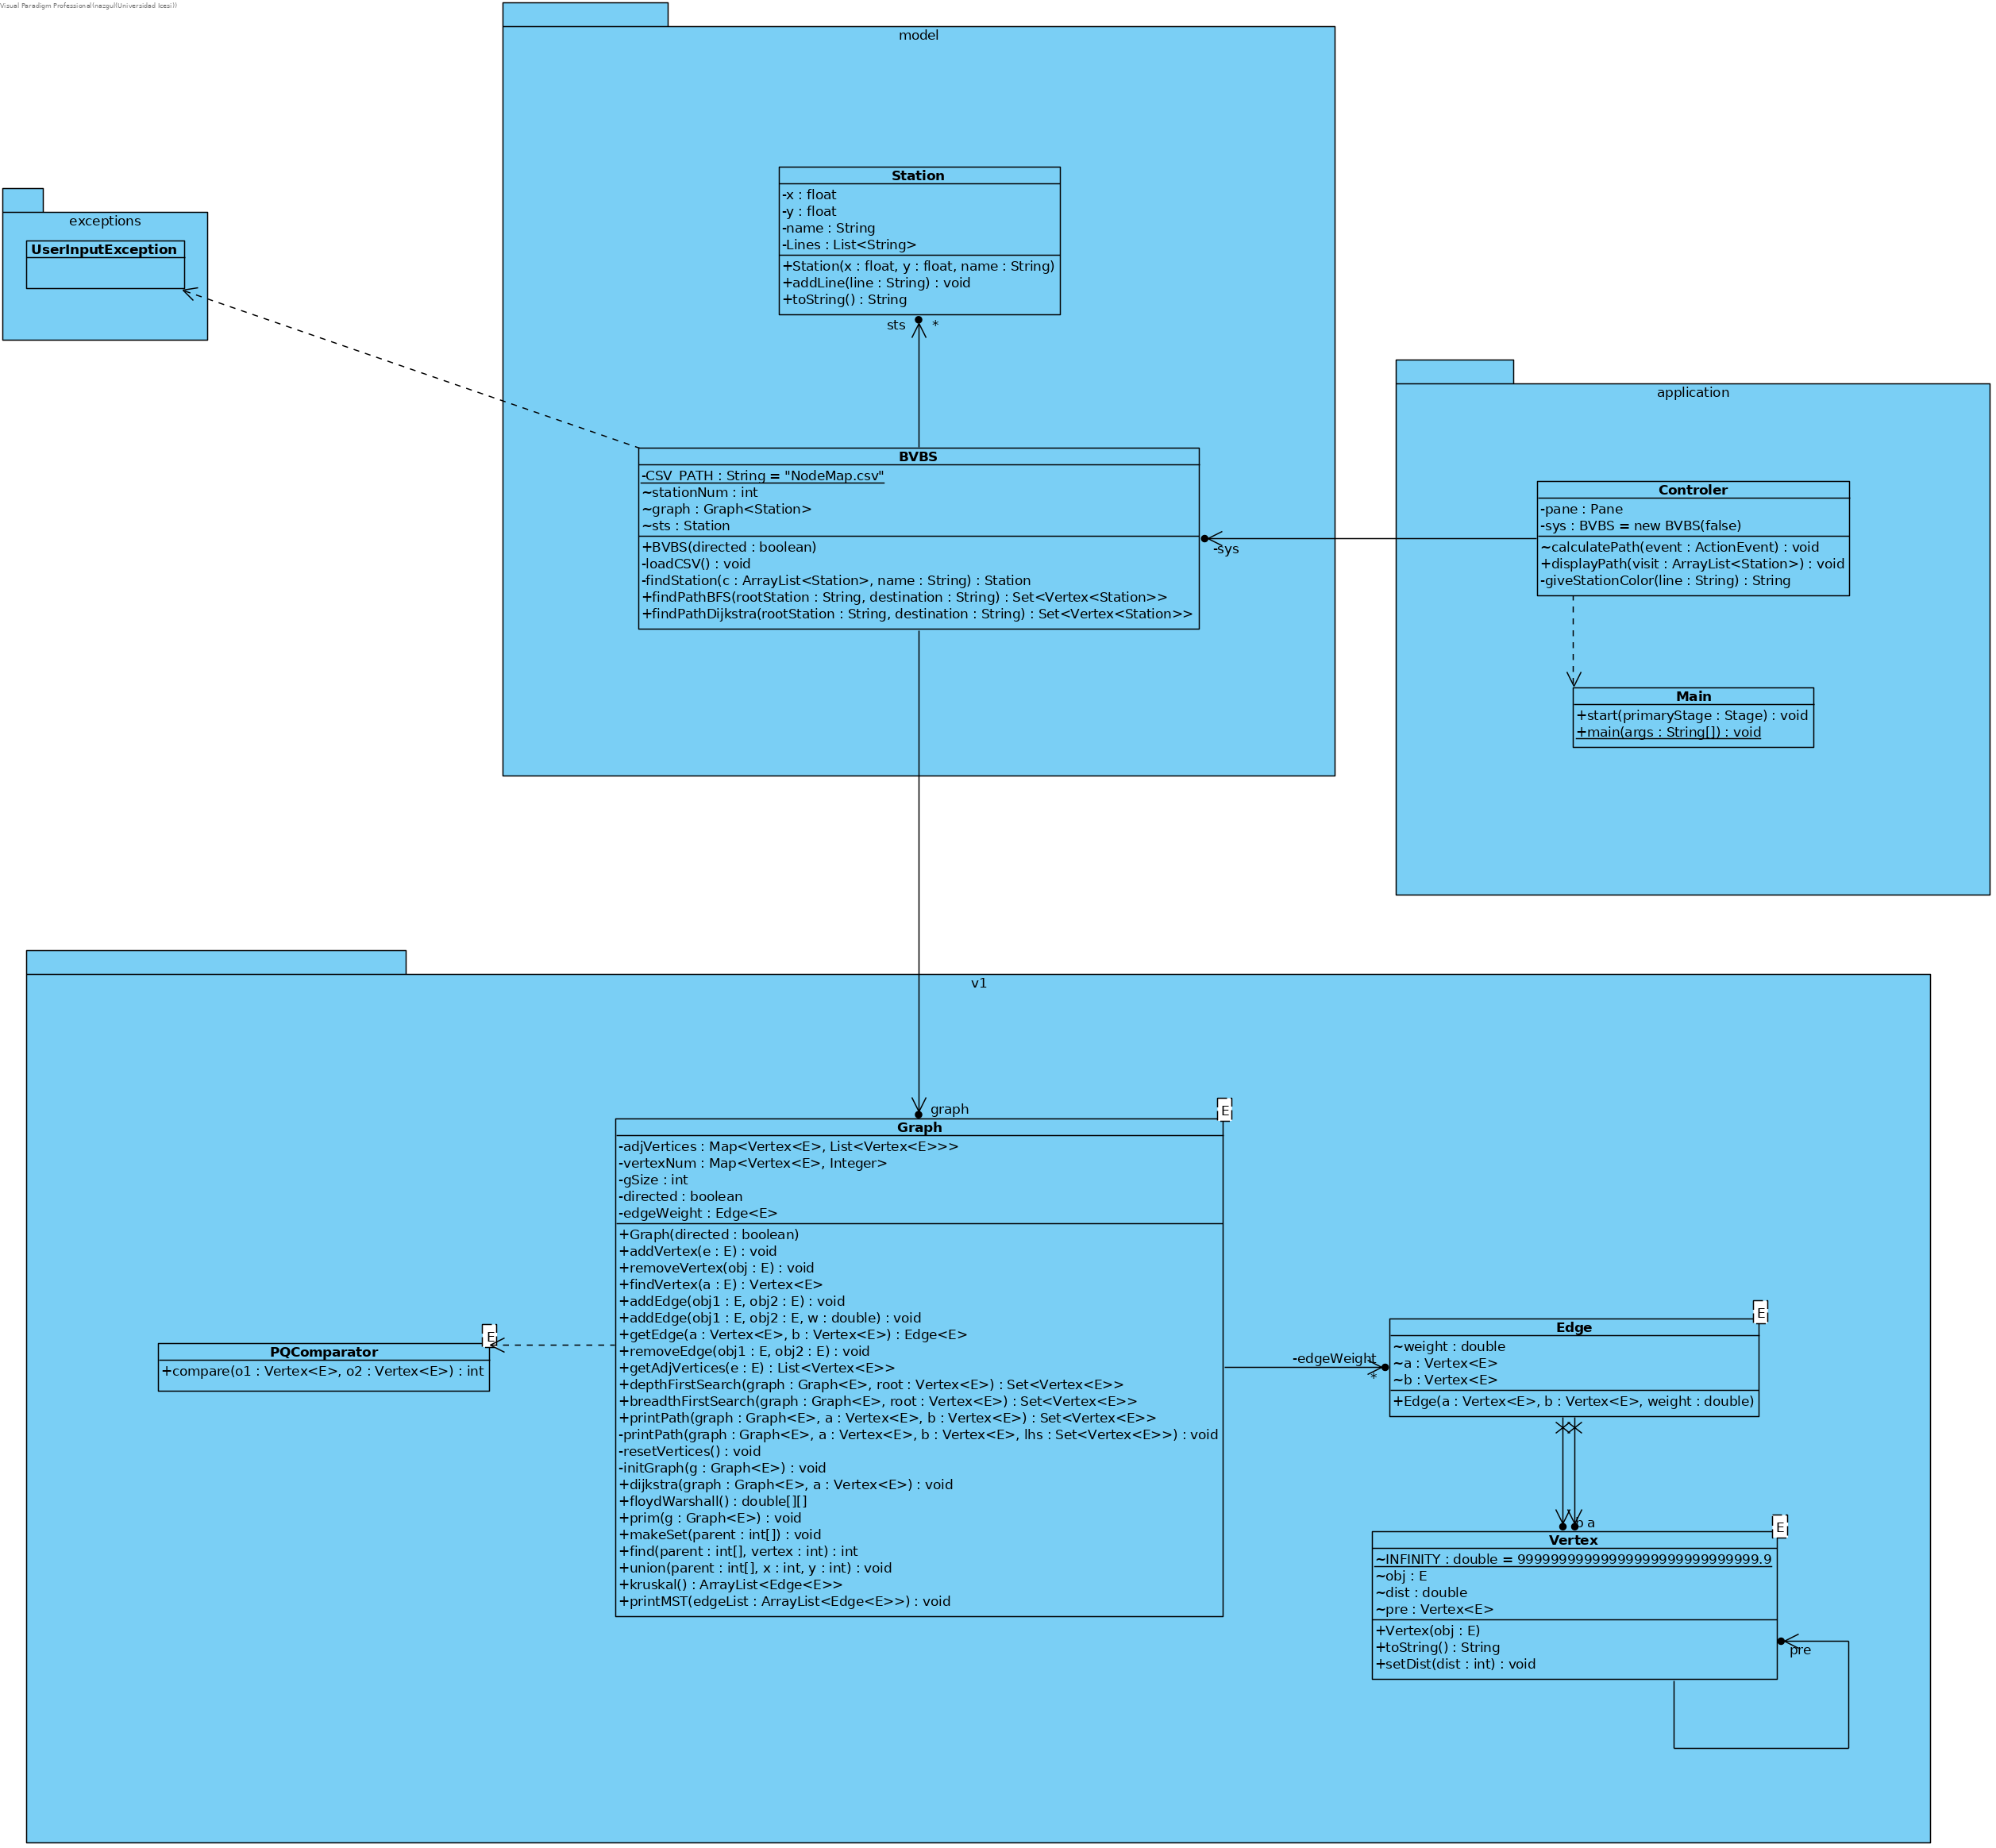 Visual Paradigm Professional(nasgul(Universidad Icesi))
model
Station
-x : float
-y : float
-name : String
-Lines : List<String>
+Station(x : float, y : float, name : String)
+addLine(line : String) : void
+toString() : String
sts
*
exceptions
UserInputException
application
BVBS
-CSV_PATH : String = "NodeMap.csv"
~stationNum : int
~graph : Graph<Station>
~sts : Station
+BVBS(directed : boolean)
-loadCSV() : void
-findStation(c : ArrayList<Station>, name : String) : Station
+findPathBFS(rootStation : String, destination : String) : Set<Vertex<Station>>
+findPathDijkstra(rootStation : String, destination : String) : Set<Vertex<Station>>
-sys
Controler
-pane : Pane
-sys : BVBS = new BVBS(false)
~calculatePath(event : ActionEvent) : void
+displayPath(visit : ArrayList<Station>) : void
-giveStationColor(line : String) : String
Main
+start(primaryStage : Stage) : void
+main(args : String[]) : void
v1
graph
E
Graph
-adjVertices : Map<Vertex<E>, List<Vertex<E>>>
-vertexNum : Map<Vertex<E>, Integer>
-gSize : int
-directed : boolean
-edgeWeight : Edge<E>
+Graph(directed : boolean)
+addVertex(e : E) : void
+removeVertex(obj : E) : void
+findVertex(a : E) : Vertex<E>
+addEdge(obj1 : E, obj2 : E) : void
+addEdge(obj1 : E, obj2 : E, w : double) : void
+getEdge(a : Vertex<E>, b : Vertex<E>) : Edge<E>
+removeEdge(obj1 : E, obj2 : E) : void
+getAdjVertices(e : E) : List<Vertex<E>>
+depthFirstSearch(graph : Graph<E>, root : Vertex<E>) : Set<Vertex<E>>
+breadthFirstSearch(graph : Graph<E>, root : Vertex<E>) : Set<Vertex<E>>
+printPath(graph : Graph<E>, a : Vertex<E>, b : Vertex<E>) : Set<Vertex<E>>
-printPath(graph : Graph<E>, a : Vertex<E>, b : Vertex<E>, lhs : Set<Vertex<E>>) : void
-resetVertices() : void
-initGraph(g : Graph<E>) : void
+dijkstra(graph : Graph<E>, a : Vertex<E>) : void
+floydWarshall() : double[][]
+prim(g : Graph<E>) : void
+makeSet(parent : int[]) : void
+find(parent : int[], vertex : int) : int
+union(parent : int[], x : int, y : int) : void
+kruskal() : ArrayList<Edge<E>>
+printMST(edgeList : ArrayList<Edge<E>>) : void
E
PQComparator
+compare(o1 : Vertex<E>, o2 : Vertex<E>) : int
-edgeWeight
*
E
Edge
~weight : double
~a : Vertex<E>
~b : Vertex<E>
+Edge(a : Vertex<E>, b : Vertex<E>, weight : double)
b a
E
Vertex
~INFINITY : double = 99999999999999999999999999999.9
~obj : E
~dist : double
~pre : Vertex<E>
+Vertex(obj : E)
+toString() : String
+setDist(dist : int) : void
pre